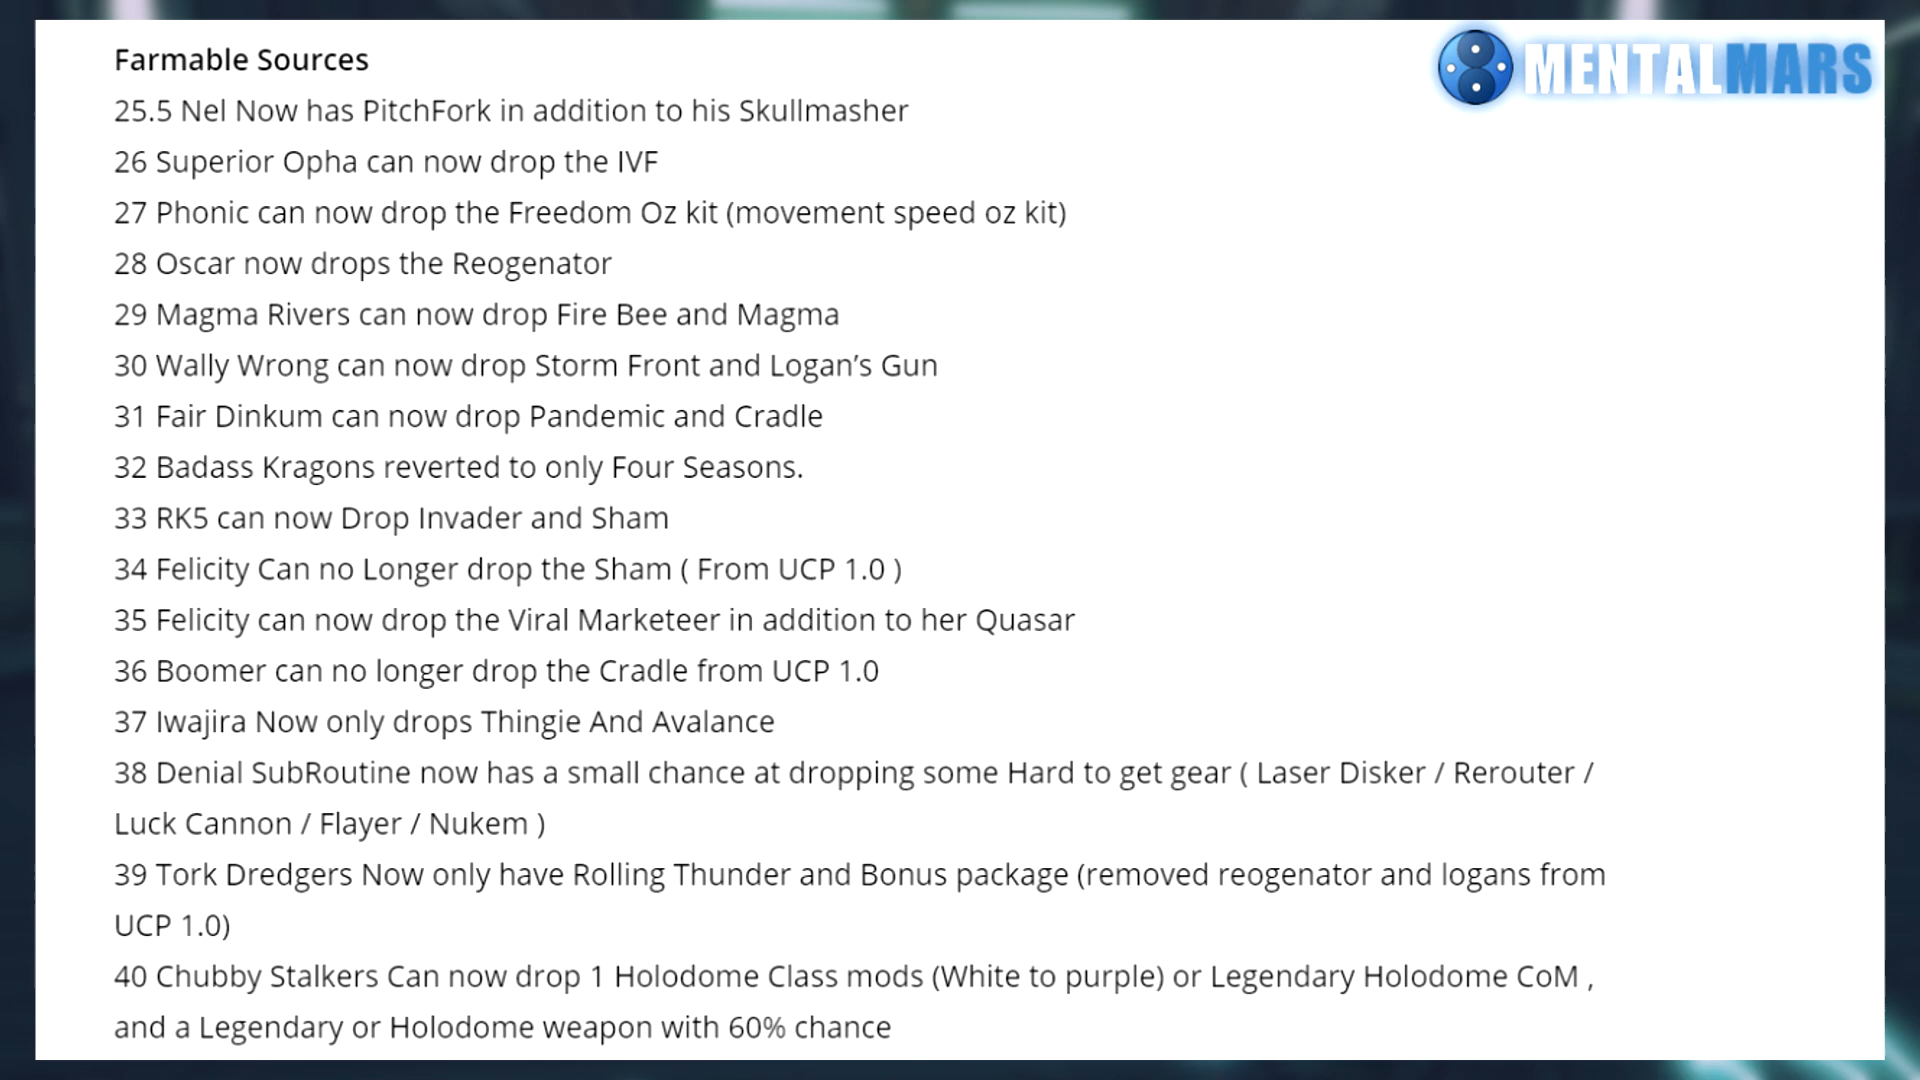 MENTALMARS
Farmable Sources
25.5 Nel Now has PitchFork in addition to his Skullmasher
26 Superior Opha can now drop the IVF
27 Phonic can now drop the Freedom Oz kit (movement speed oz kit)
28 Oscar now drops the Reogenator
29 Magma Rivers can now drop Fire Bee and Magma
30 Wally Wrong can now drop Storm Front and Logan’s Gun
31 Fair Dinkum can now drop Pandemic and Cradle
32 Badass Kragons reverted to only Four Seasons.
33 RK5 can now Drop Invader and Sham
34 Felicity Can no Longer drop the Sham ( From UCP 1.0 )
35 Felicity can now drop the Viral Marketeer in addition to her Quasar
36 Boomer can no longer drop the Cradle from UCP 1.0
37 Iwajira Now only drops Thingie And Avalance
38 Denial SubRoutine now has a small chance at dropping some Hard to get gear ( Laser Disker / Rerouter /
Luck Cannon / Flayer / Nukem )
39 Tork Dredgers Now only have Rolling Thunder and Bonus package (removed reogenator and logans from
UCP 1.0)
40 Chubby Stalkers Can now drop 1 Holodome Class mods (White to purple) or Legendary Holodome CoM ,
and a Legendary or Holodome weapon with 60% chance